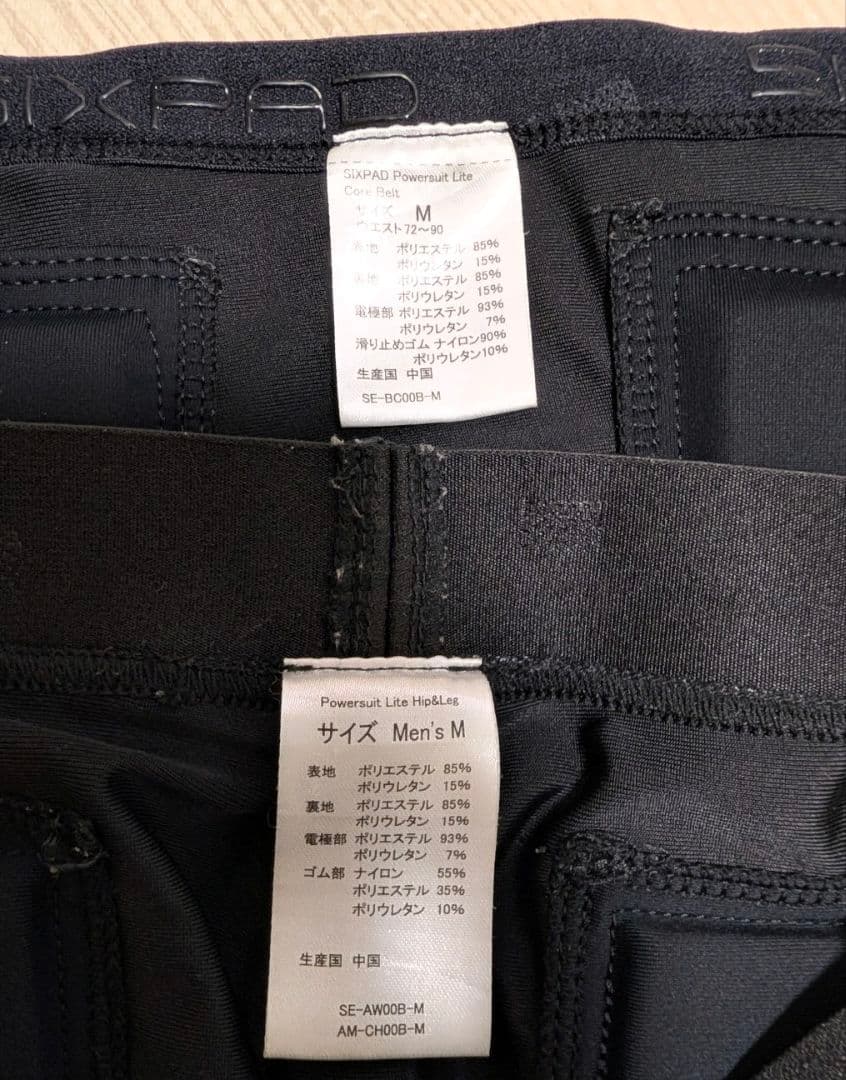 SIXPAD
SIXPAD Powersuit Lite
Core Belt
サイズ M
ウエスト72〜90
表地 ポリエステル 85%
ポリウレタン 15%
裏地 ポリエステル 85%
ポリウレタン 15%
電極部 ポリエステル 93%
ポリウレタン 7%
滑り止めゴム ナイロン90%
ポリウレタン10%
生産国 中国
SE-BC00B-M
Powersuit Lite Hip&Leg
サイズ Men's M
表地 ポリエステル 85%
ポリウレタン 15%
裏地 ポリエステル 85%
ポリウレタン 15%
電極部 ポリエステル 93%
ポリウレタン 7%
ゴム部 ナイロン 55%
ポリエステル 35%
ポリウレタン 10%
生産国 中国
SE-AW00B-M
AM-CH00B-M